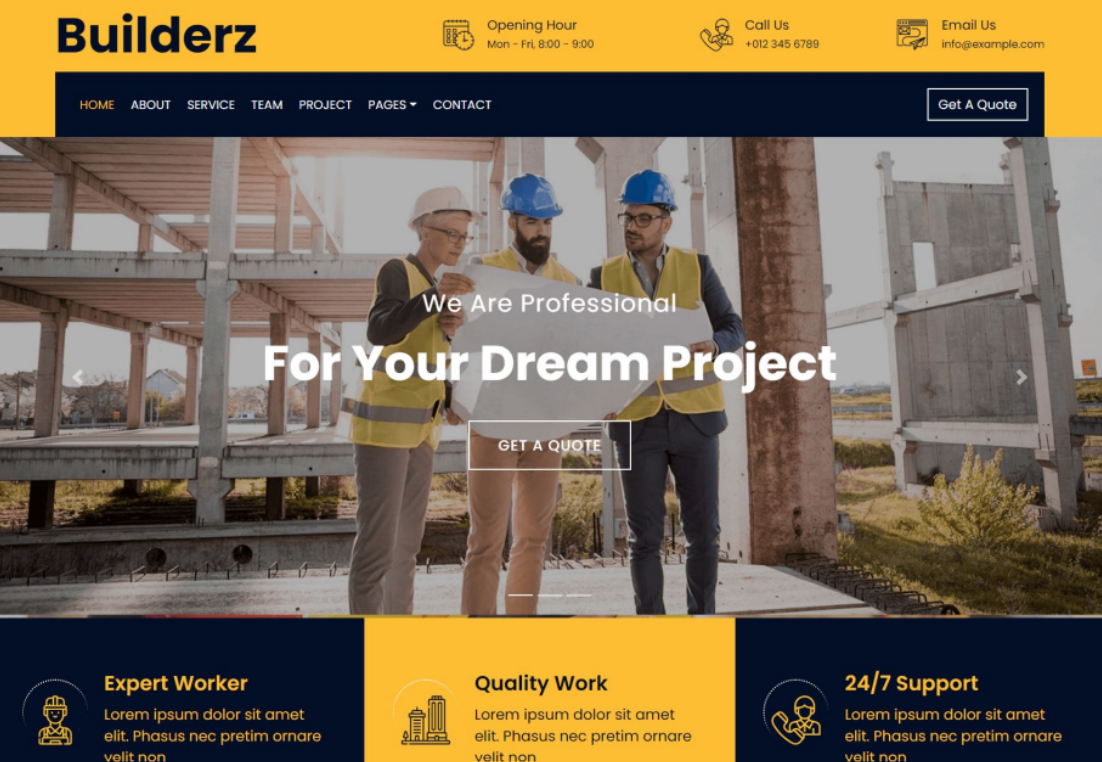 Builderz
Opening Hour
Mon - Fri, 8:00 - 9:00
Call Us
+012 345 6789
Email Us
info@example.com
HOME ABOUT SERVICE TEAM PROJECT PAGES CONTACT
Get A Quote
We Are Professional
For Your Dream Project
GET A QUOTE
Expert Worker
Lorem ipsum dolor sit amet
elit. Phasus nec pretim ornare
velit non
Quality Work
Lorem ipsum dolor sit amet
elit. Phasus nec pretim ornare
velit non
24/7 Support
Lorem ipsum dolor sit amet
elit. Phasus nec pretim ornare
velit non